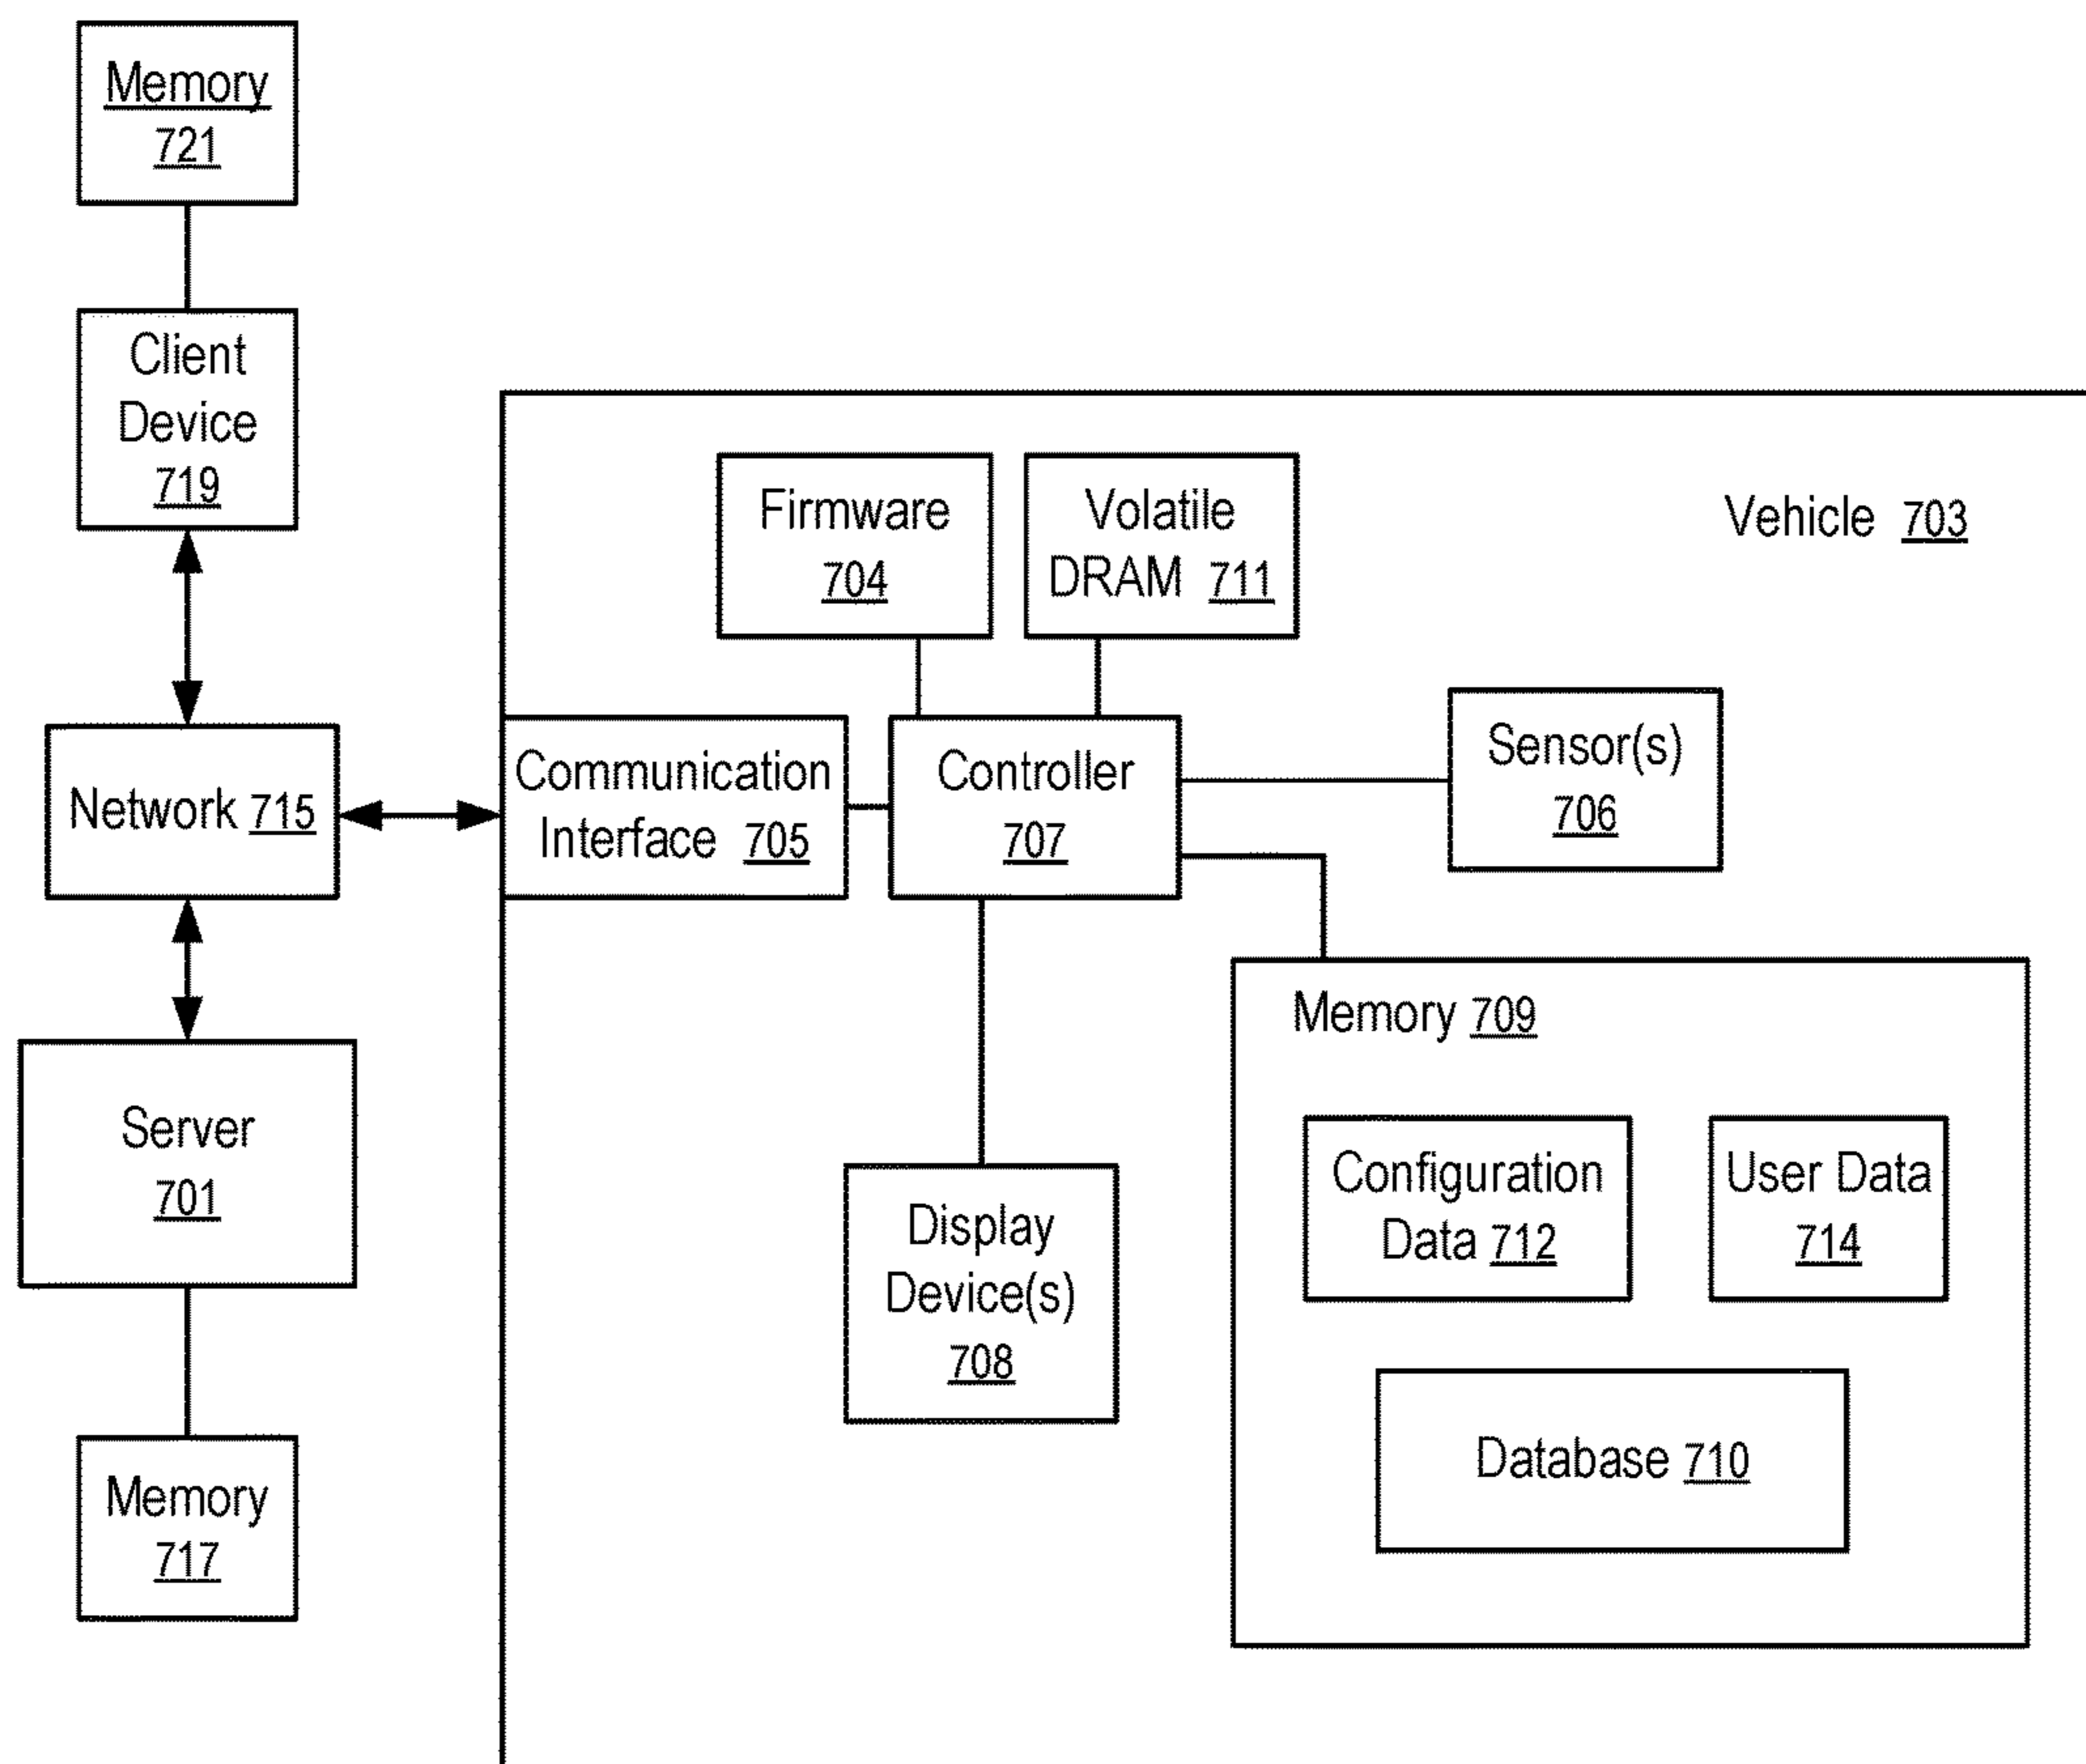 Memory
721
Client
Device
719
Network 715
Server
701
Memory
717
Vehicle 703
Firmware
704
Volatile
DRAM 711
Communication
Interface 705
Controller
707
Sensor(s)
706
Display
Device(s)
708
Memory 709
Configuration
Data 712
User Data
714
Database 710